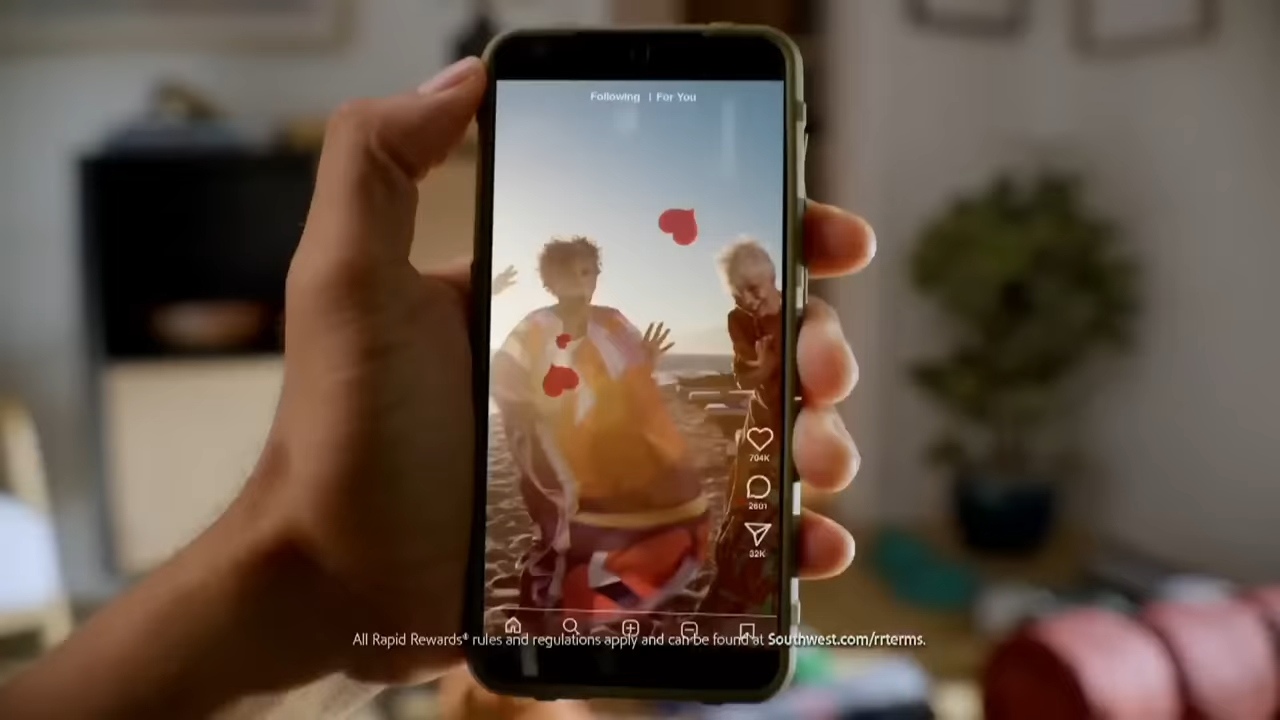 Following | For You
704K
2601
32K
All Rapid Rewards® rules and regulations apply and can be found at Southwest.com/rrterms.